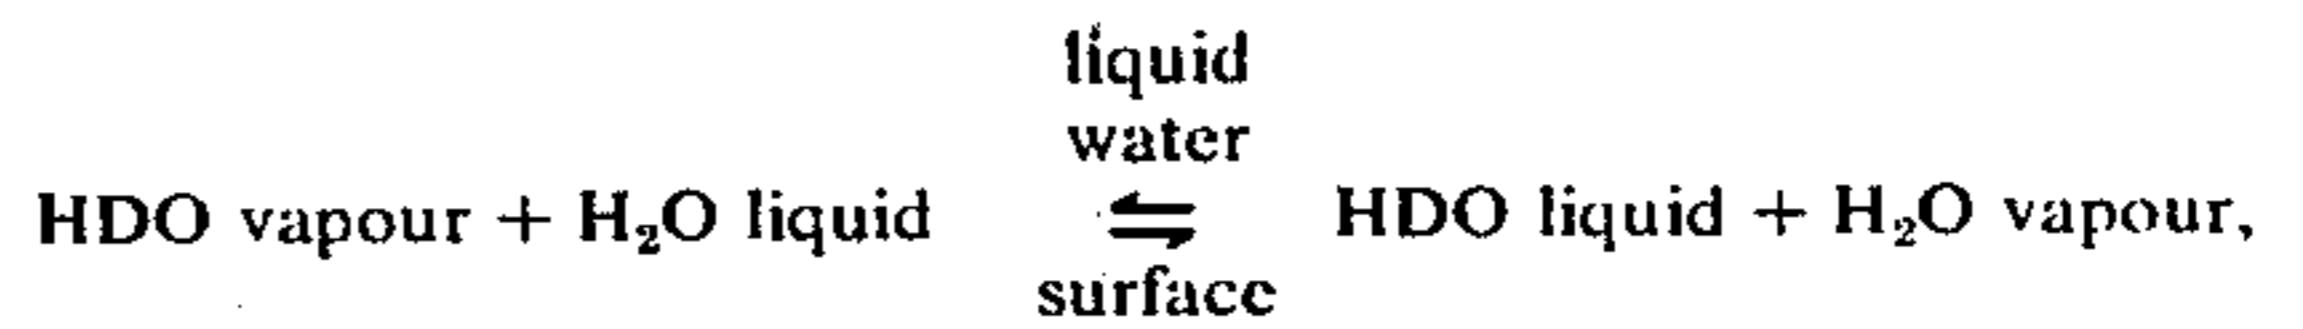 liquid
water
HDO vapour + H₂O liquid ⇌ HDO liquid + H₂O vapour,
surface